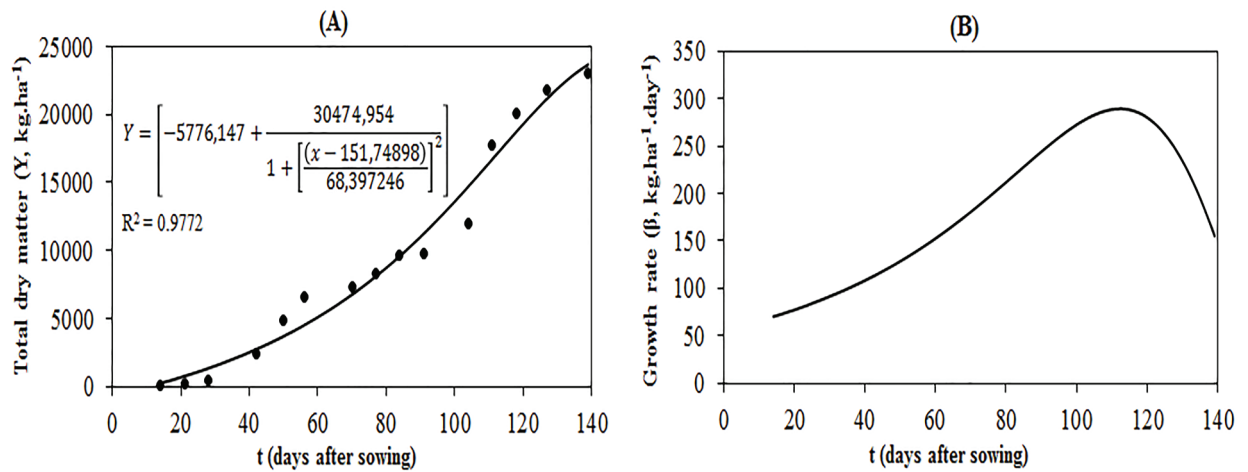 (A)
Total dry matter (Y, kg.ha⁻¹)
25000
20000
15000
10000
5000
0
Y = [−5776,147 + 30474,954 / 1 + [(x − 151,74898) / 68,397246]²]
R² = 0.9772
0 20 40 60 80 100 120 140
t (days after sowing)
(B)
Growth rate (β, kg.ha⁻¹.day⁻¹)
350
300
250
200
150
100
50
0
0 20 40 60 80 100 120 140
t (days after sowing)